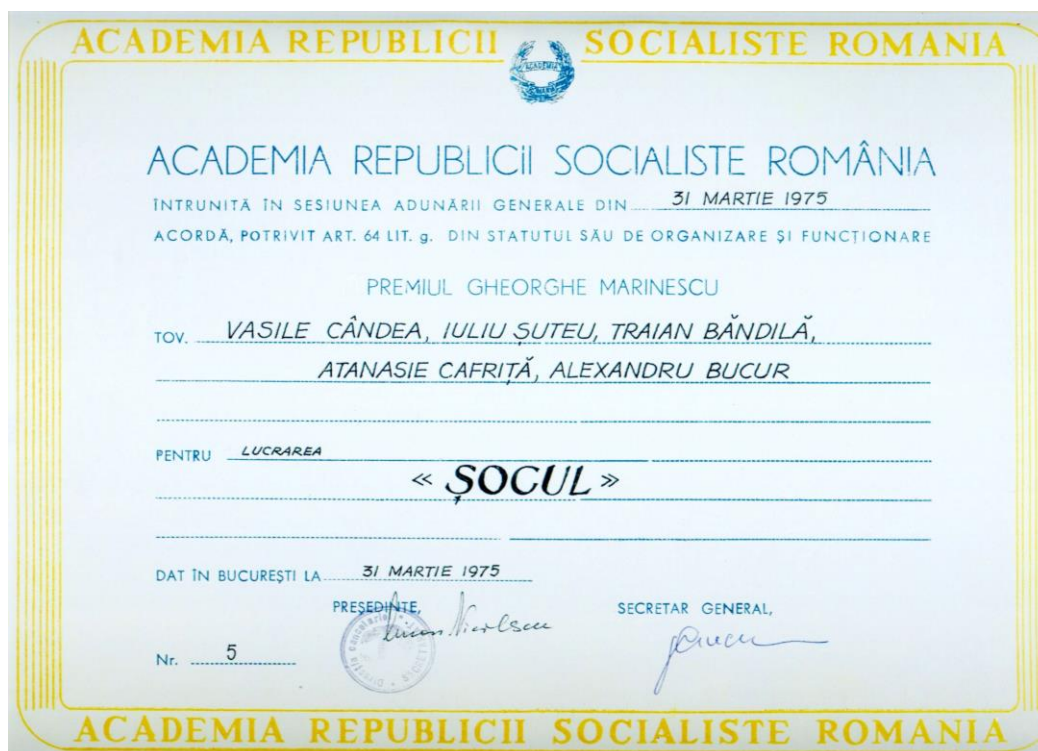 ACADEMIA REPUBLICII SOCIALISTE ROMANIA
ACADEMIA
ACADEMIA REPUBLICII SOCIALISTE ROMÂNIA
ÎNTRUNITĂ ÎN SESIUNEA ADUNĂRII GENERALE DIN 31 MARTIE 1975
ACORDĂ, POTRIVIT ART. 64 LIT. g. DIN STATUTUL SĂU DE ORGANIZARE ȘI FUNCȚIONARE
PREMIUL GHEORGHE MARINESCU
TOV. VASILE CÂNDEA, IULIU ȘUTEU, TRAIAN BĂNDILĂ,
ATANASIE CAFRIȚĂ, ALEXANDRU BUCUR
PENTRU LUCRAREA
« ȘOCUL »
DAT ÎN BUCUREȘTI LA 31 MARTIE 1975
PREȘEDINTE, SECRETAR GENERAL,
Nr. 5
ACADEMIA REPUBLICII SOCIALISTE ROMANIA